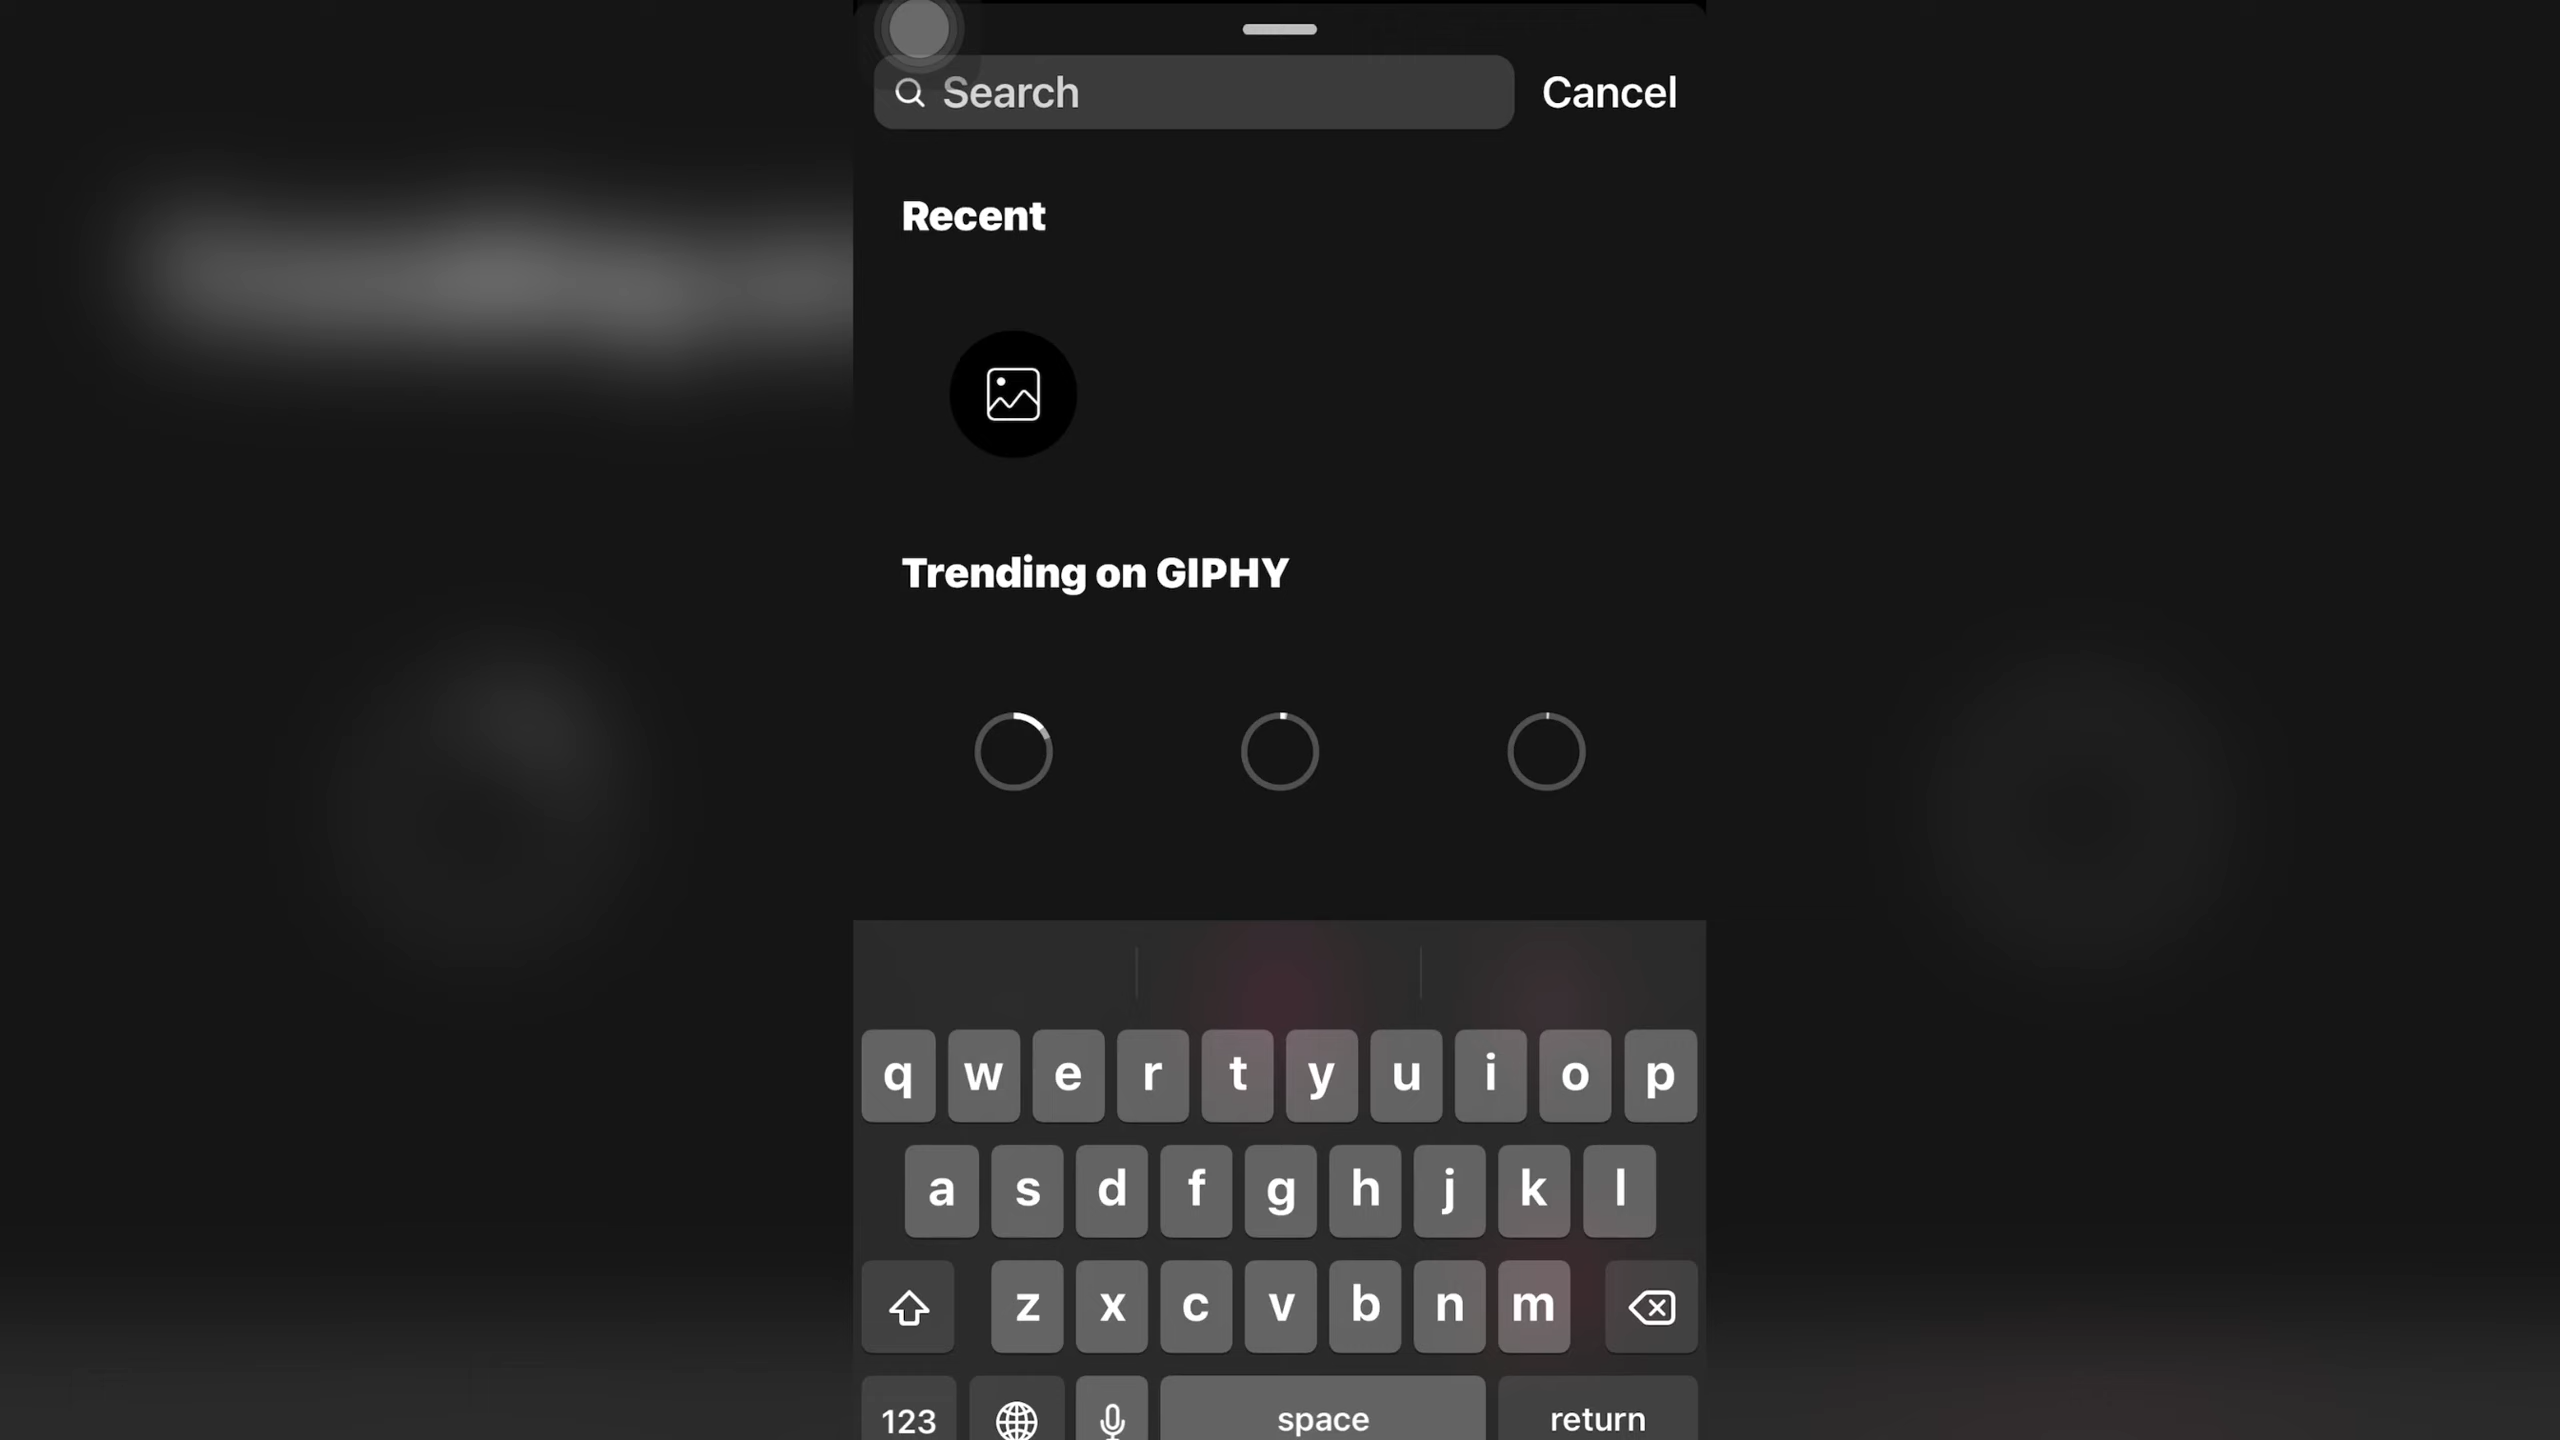 Search Cancel
Recent
Trending on GIPHY
q w e r t y u i o p
a s d f g h j k l
z x c v b n m
123 space return